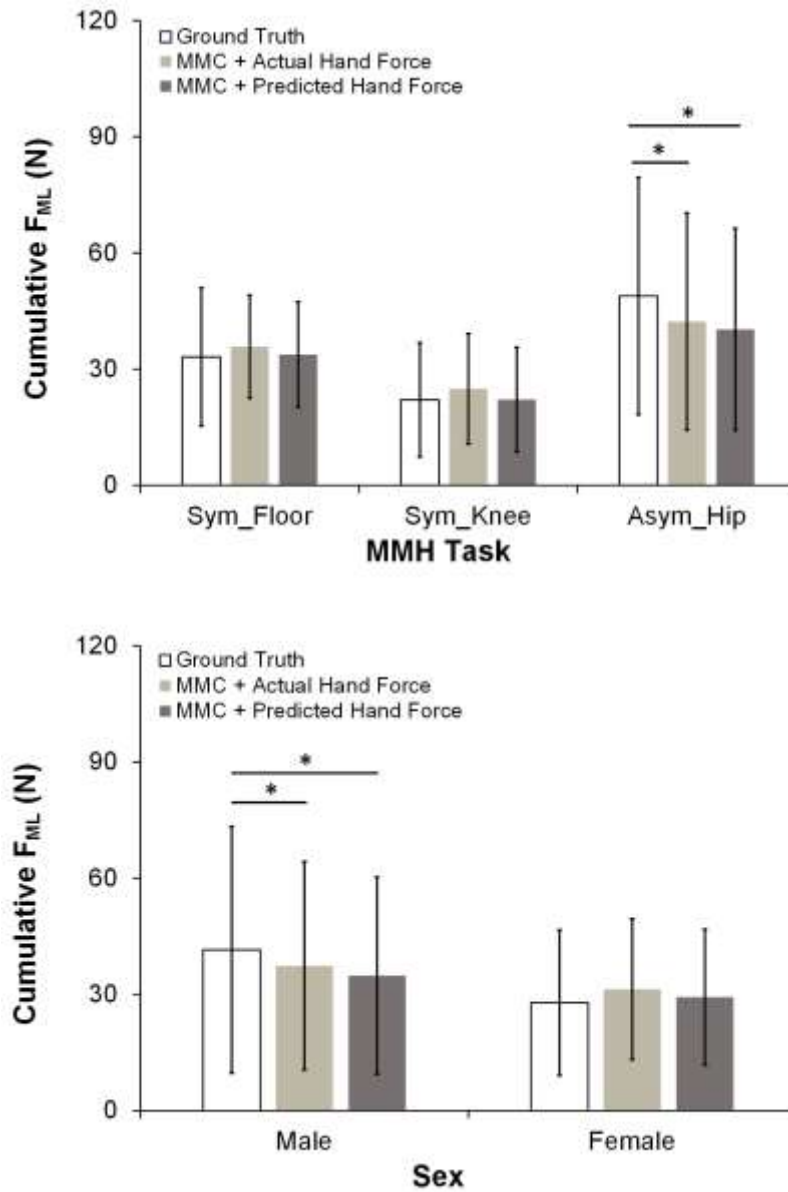 120
Ground Truth
MMC + Actual Hand Force
MMC + Predicted Hand Force
90
*
*
60
30
0
Cumulative F_ML (N)
Sym_Floor Sym_Knee Asym_Hip
MMH Task
120
Ground Truth
MMC + Actual Hand Force
MMC + Predicted Hand Force
90
*
*
60
30
0
Cumulative F_ML (N)
Male Female
Sex